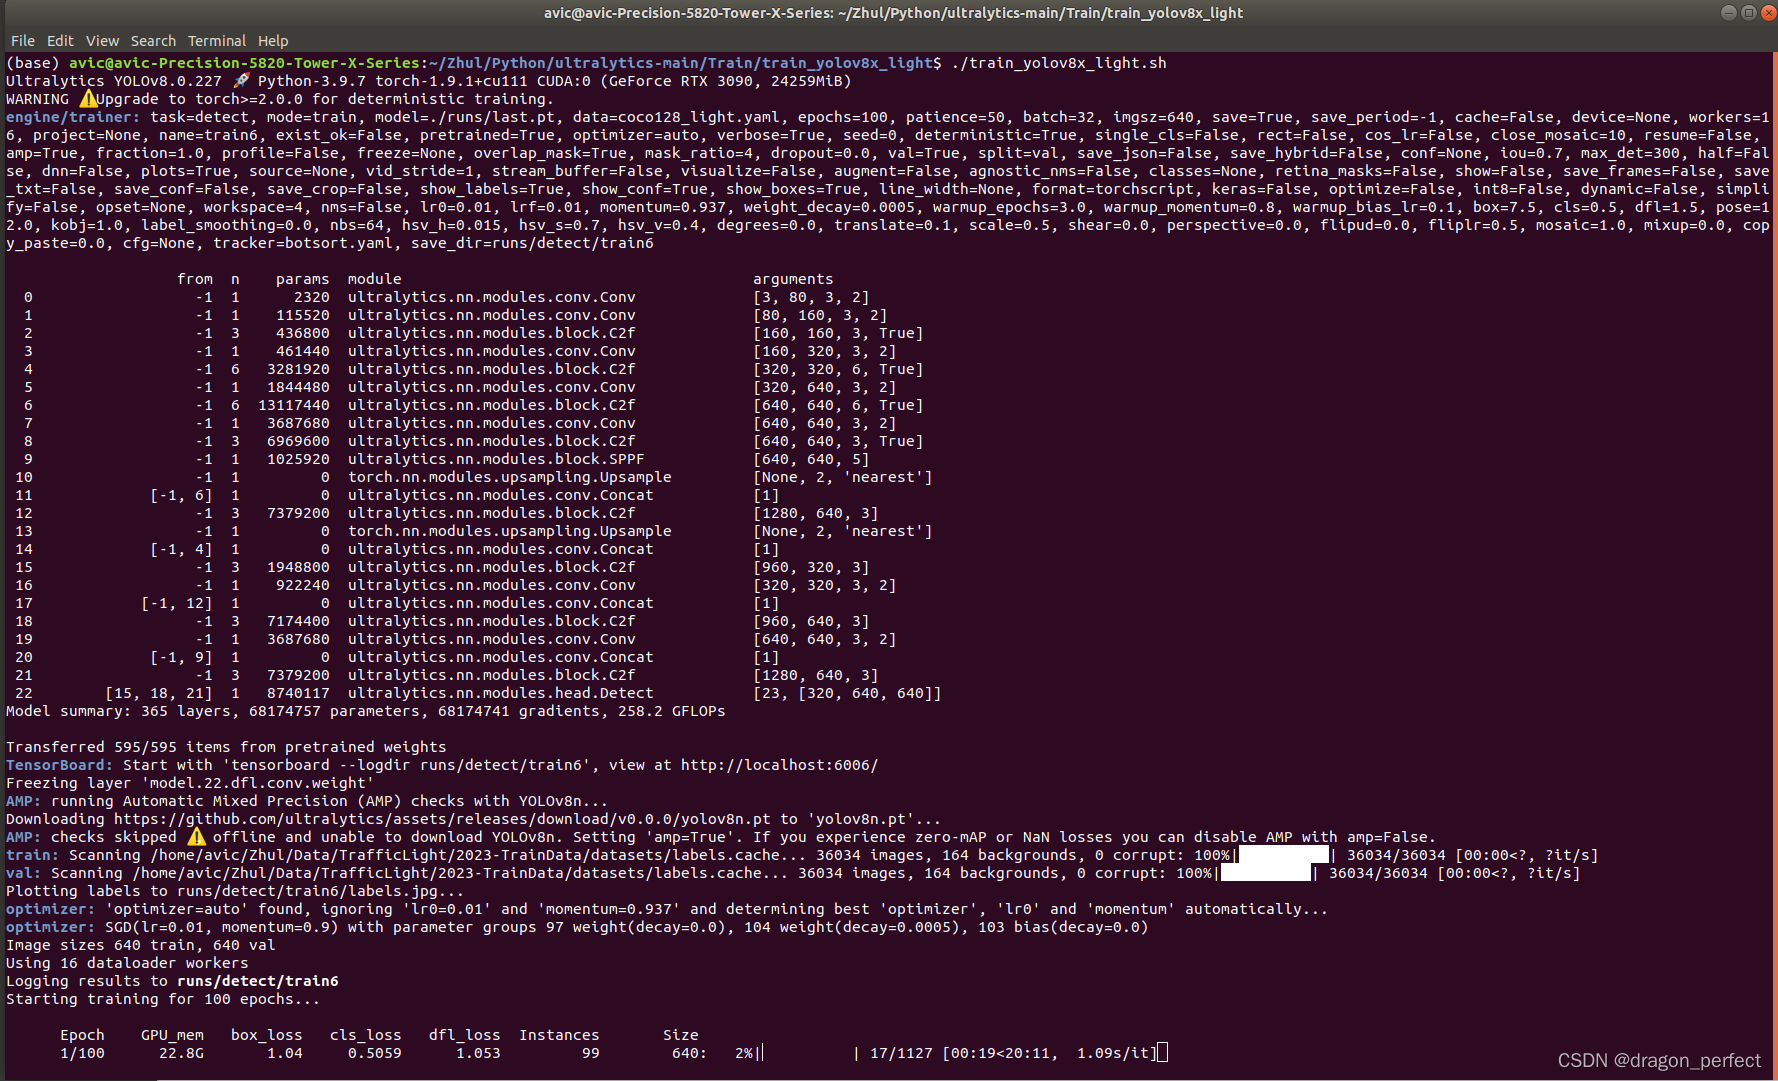 avic@avic-Precision-5820-Tower-X-Series: ~/Zhul/Python/ultralytics-main/Train/train_yolov8x_light
File Edit View Search Terminal Help
(base) avic@avic-Precision-5820-Tower-X-Series:~/Zhul/Python/ultralytics-main/Train/train_yolov8x_light$ ./train_yolov8x_light.sh
Ultralytics YOLOv8.0.227 🚀 Python-3.9.7 torch-1.9.1+cu111 CUDA:0 (GeForce RTX 3090, 24259MiB)
WARNING ⚠️Upgrade to torch>=2.0.0 for deterministic training.
engine/trainer: task=detect, mode=train, model=./runs/last.pt, data=coco128_light.yaml, epochs=100, patience=50, batch=32, imgsz=640, save=True, save_period=-1, cache=False, device=None, workers=1
6, project=None, name=train6, exist_ok=False, pretrained=True, optimizer=auto, verbose=True, seed=0, deterministic=True, single_cls=False, rect=False, cos_lr=False, close_mosaic=10, resume=False,
amp=True, fraction=1.0, profile=False, freeze=None, overlap_mask=True, mask_ratio=4, dropout=0.0, val=True, split=val, save_json=False, save_hybrid=False, conf=None, iou=0.7, max_det=300, half=Fal
se, dnn=False, plots=True, source=None, vid_stride=1, stream_buffer=False, visualize=False, augment=False, agnostic_nms=False, classes=None, retina_masks=False, show=False, save_frames=False, save
_txt=False, save_conf=False, save_crop=False, show_labels=True, show_conf=True, show_boxes=True, line_width=None, format=torchscript, keras=False, optimize=False, int8=False, dynamic=False, simpli
fy=False, opset=None, workspace=4, nms=False, lr0=0.01, lrf=0.01, momentum=0.937, weight_decay=0.0005, warmup_epochs=3.0, warmup_momentum=0.8, warmup_bias_lr=0.1, box=7.5, cls=0.5, dfl=1.5, pose=1
2.0, kobj=1.0, label_smoothing=0.0, nbs=64, hsv_h=0.015, hsv_s=0.7, hsv_v=0.4, degrees=0.0, translate=0.1, scale=0.5, shear=0.0, perspective=0.0, flipud=0.0, fliplr=0.5, mosaic=1.0, mixup=0.0, cop
y_paste=0.0, cfg=None, tracker=botsort.yaml, save_dir=runs/detect/train6
from n params module arguments
0 -1 1 2320 ultralytics.nn.modules.conv.Conv [3, 80, 3, 2]
1 -1 1 115520 ultralytics.nn.modules.conv.Conv [80, 160, 3, 2]
2 -1 3 436800 ultralytics.nn.modules.block.C2f [160, 160, 3, True]
3 -1 1 461440 ultralytics.nn.modules.conv.Conv [160, 320, 3, 2]
4 -1 6 3281920 ultralytics.nn.modules.block.C2f [320, 320, 6, True]
5 -1 1 1844480 ultralytics.nn.modules.conv.Conv [320, 640, 3, 2]
6 -1 6 13117440 ultralytics.nn.modules.block.C2f [640, 640, 6, True]
7 -1 1 3687680 ultralytics.nn.modules.conv.Conv [640, 640, 3, 2]
8 -1 3 6969600 ultralytics.nn.modules.block.C2f [640, 640, 3, True]
9 -1 1 1025920 ultralytics.nn.modules.block.SPPF [640, 640, 5]
10 -1 1 0 torch.nn.modules.upsampling.Upsample [None, 2, 'nearest']
11 [-1, 6] 1 0 ultralytics.nn.modules.conv.Concat [1]
12 -1 3 7379200 ultralytics.nn.modules.block.C2f [1280, 640, 3]
13 -1 1 0 torch.nn.modules.upsampling.Upsample [None, 2, 'nearest']
14 [-1, 4] 1 0 ultralytics.nn.modules.conv.Concat [1]
15 -1 3 1948800 ultralytics.nn.modules.block.C2f [960, 320, 3]
16 -1 1 922240 ultralytics.nn.modules.conv.Conv [320, 320, 3, 2]
17 [-1, 12] 1 0 ultralytics.nn.modules.conv.Concat [1]
18 -1 3 7174400 ultralytics.nn.modules.block.C2f [960, 640, 3]
19 -1 1 3687680 ultralytics.nn.modules.conv.Conv [640, 640, 3, 2]
20 [-1, 9] 1 0 ultralytics.nn.modules.conv.Concat [1]
21 -1 3 7379200 ultralytics.nn.modules.block.C2f [1280, 640, 3]
22 [15, 18, 21] 1 8740117 ultralytics.nn.modules.head.Detect [23, [320, 640, 640]]
Model summary: 365 layers, 68174757 parameters, 68174741 gradients, 258.2 GFLOPs
Transferred 595/595 items from pretrained weights
TensorBoard: Start with 'tensorboard --logdir runs/detect/train6', view at http://localhost:6006/
Freezing layer 'model.22.dfl.conv.weight'
AMP: running Automatic Mixed Precision (AMP) checks with YOLOv8n...
Downloading https://github.com/ultralytics/assets/releases/download/v0.0.0/yolov8n.pt to 'yolov8n.pt'...
AMP: checks skipped ⚠️ offline and unable to download YOLOv8n. Setting 'amp=True'. If you experience zero-mAP or NaN losses you can disable AMP with amp=False.
train: Scanning /home/avic/Zhul/Data/TrafficLight/2023-TrainData/datasets/labels.cache... 36034 images, 164 backgrounds, 0 corrupt: 100%|██████████| 36034/36034 [00:00<?, ?it/s]
val: Scanning /home/avic/Zhul/Data/TrafficLight/2023-TrainData/datasets/labels.cache... 36034 images, 164 backgrounds, 0 corrupt: 100%|██████████| 36034/36034 [00:00<?, ?it/s]
Plotting labels to runs/detect/train6/labels.jpg...
optimizer: 'optimizer=auto' found, ignoring 'lr0=0.01' and 'momentum=0.937' and determining best 'optimizer', 'lr0' and 'momentum' automatically...
optimizer: SGD(lr=0.01, momentum=0.9) with parameter groups 97 weight(decay=0.0), 104 weight(decay=0.0005), 103 bias(decay=0.0)
Image sizes 640 train, 640 val
Using 16 dataloader workers
Logging results to runs/detect/train6
Starting training for 100 epochs...
Epoch GPU_mem box_loss cls_loss dfl_loss Instances Size
1/100 22.8G 1.04 0.5059 1.053 99 640: 2%|▏ | 17/1127 [00:19<20:11, 1.09s/it]
CSDN @dragon_perfect